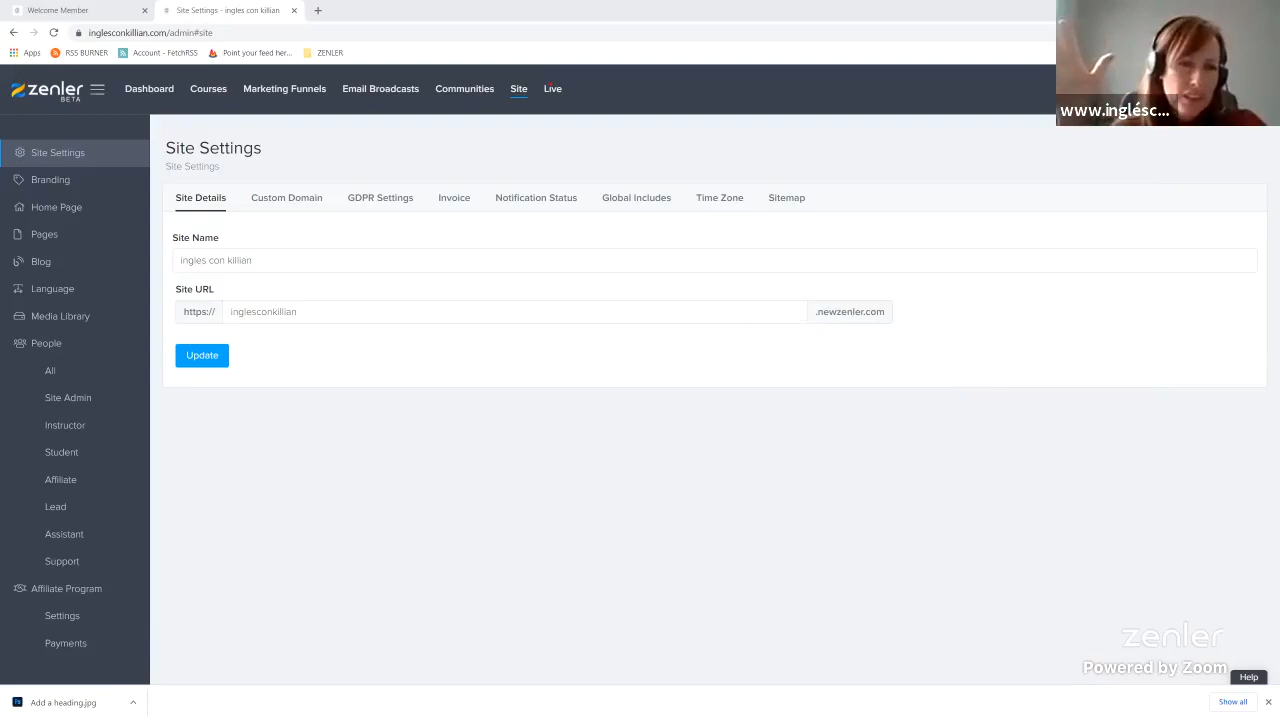 Welcome Member
Site Settings - ingles con killian
inglesconkillian.com/admin#site
Apps
RSS BURNER
Account - FetchRSS
Point your feed her...
ZENLER
zenler
BETA
Dashboard
Courses
Marketing Funnels
Email Broadcasts
Communities
Site
Live
www.inglésc...
Site Settings
Branding
Home Page
Pages
Blog
Language
Media Library
People
All
Site Admin
Instructor
Student
Affiliate
Lead
Assistant
Support
Affiliate Program
Settings
Payments
Site Settings
Site Settings
Site Details
Custom Domain
GDPR Settings
Invoice
Notification Status
Global Includes
Time Zone
Sitemap
Site Name
ingles con killian
Site URL
https://
inglesconkillian
.newzenler.com
Update
zenler
Powered by Zoom
Help
Ps
Add a heading.jpg
Show all